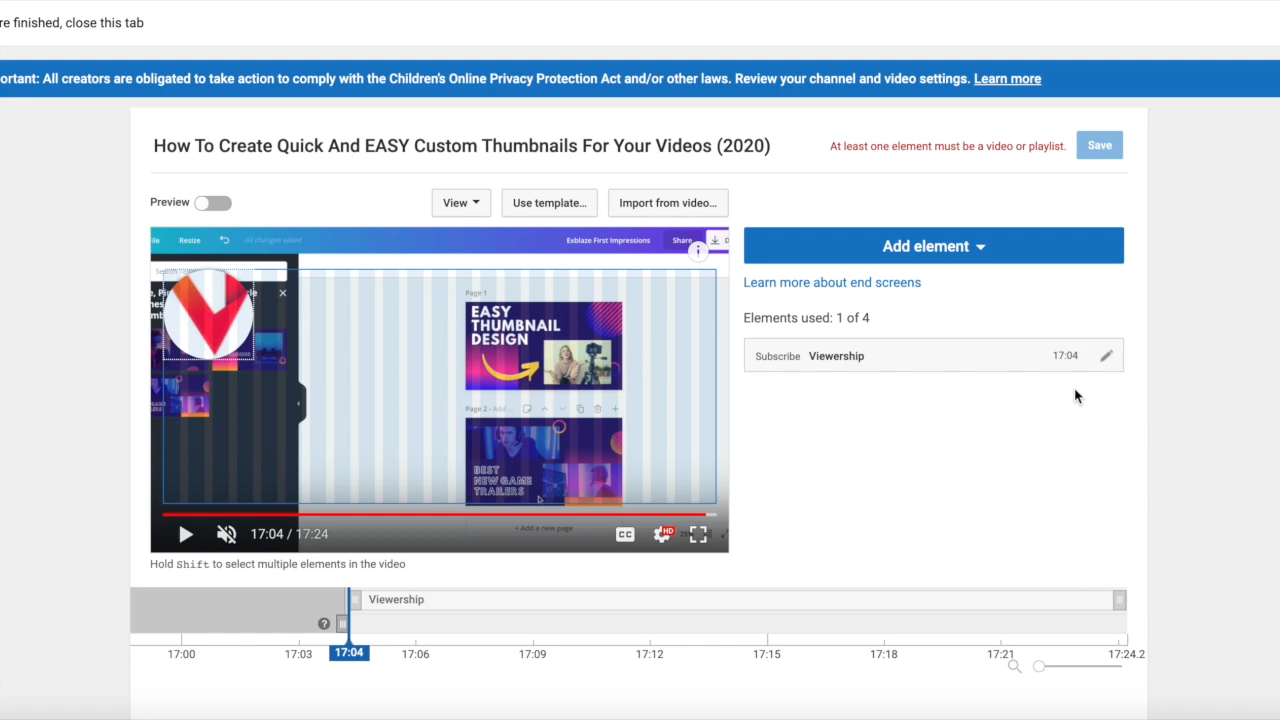 re finished, close this tab
ortant: All creators are obligated to take action to comply with the Children's Online Privacy Protection Act and/or other laws. Review your channel and video settings. Learn more
How To Create Quick And EASY Custom Thumbnails For Your Videos (2020)
At least one element must be a video or playlist.
Save
Preview
View
Use template...
Import from video...
ile
Resize
All changes saved
Exblaze First Impressions
Share
Add element
Learn more about end screens
Elements used: 1 of 4
Subscribe Viewership 17:04
Page 1
EASY
THUMBNAIL
DESIGN
Page 2 - Add...
BEST
NEW GAME
TRAILERS
+ Add a new page
17:04 / 17:24
CC
HD
Hold Shift to select multiple elements in the video
Viewership
?
17:00
17:03
17:04
17:06
17:09
17:12
17:15
17:18
17:21
17:24.2